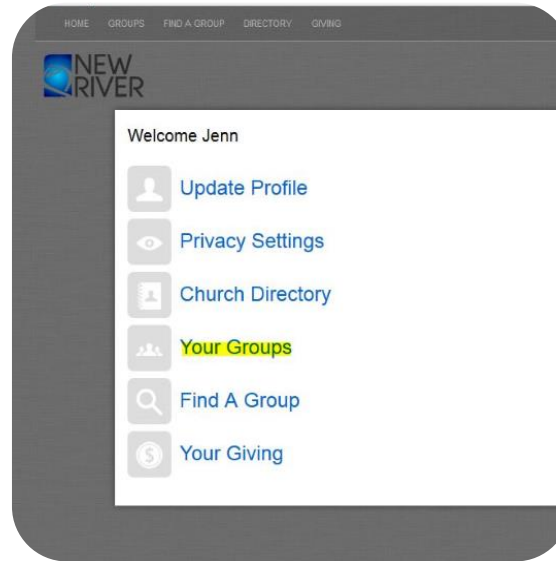 HOME GROUPS FIND A GROUP DIRECTORY GIVING
NEW
RIVER
Welcome Jenn
Update Profile
Privacy Settings
Church Directory
Your Groups
Find A Group
Your Giving